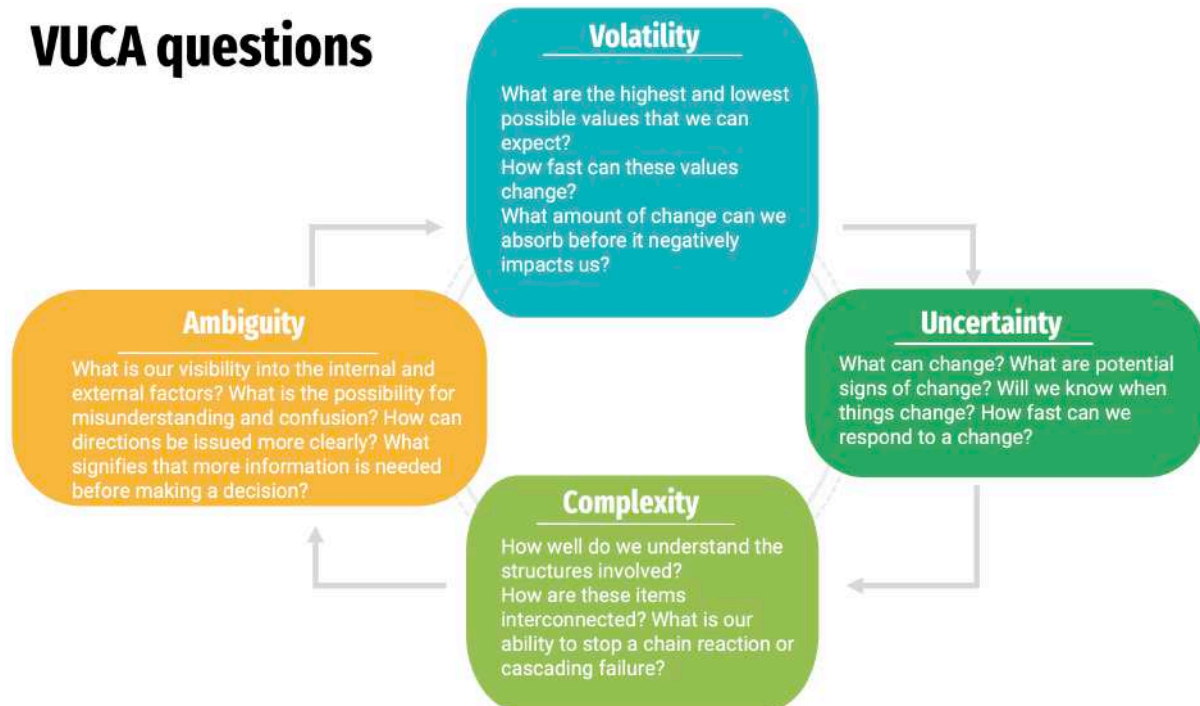 VUCA questions
Volatility
What are the highest and lowest
possible values that we can
expect?
How fast can these values
change?
What amount of change can we
absorb before it negatively
impacts us?
Uncertainty
What can change? What are potential
signs of change? Will we know when
things change? How fast can we
respond to a change?
Complexity
How well do we understand the
structures involved?
How are these items
interconnected? What is our
ability to stop a chain reaction or
cascading failure?
Ambiguity
What is our visibility into the internal and
external factors? What is the possibility for
misunderstanding and confusion? How can
directions be issued more clearly? What
signifies that more information is needed
before making a decision?